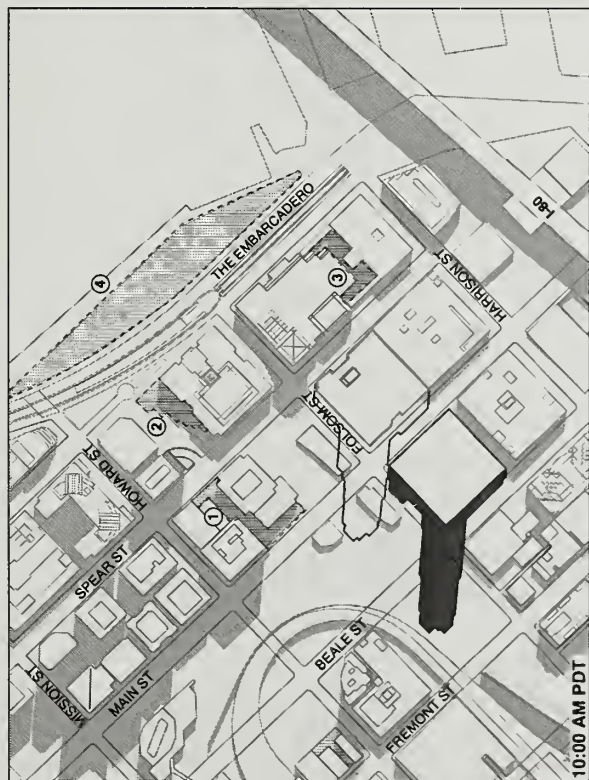 ④
THE EMBARCADERO
③
HARRISON ST
I-80
②
HOWARD ST
FOLSOM ST
①
SPEAR ST
MISSION ST
MAIN ST
BEALE ST
FREMONT ST
10:00 AM PDT